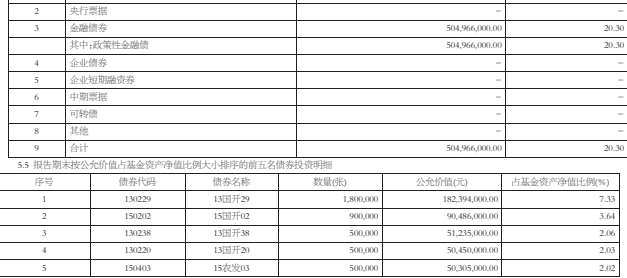 2 央行票据 – –
3 金融债券 504,966,000.00 20.30
其中:政策性金融债 504,966,000.00 20.30
4 企业债券 – –
5 企业短期融资券 – –
6 中期票据 – –
7 可转债 – –
8 其他 – –
9 合计 504,966,000.00 20.30
5.5 报告期末按公允价值占基金资产净值比例大小排序的前五名债券投资明细
序号 债券代码 债券名称 数量(张) 公允价值(元) 占基金资产净值比例(%)
1 130229 13国开29 1,800,000 182,394,000.00 7.33
2 150202 15国开02 900,000 90,486,000.00 3.64
3 130238 13国开38 500,000 51,235,000.00 2.06
4 130220 13国开20 500,000 50,450,000.00 2.03
5 150403 15农发03 500,000 50,305,000.00 2.02